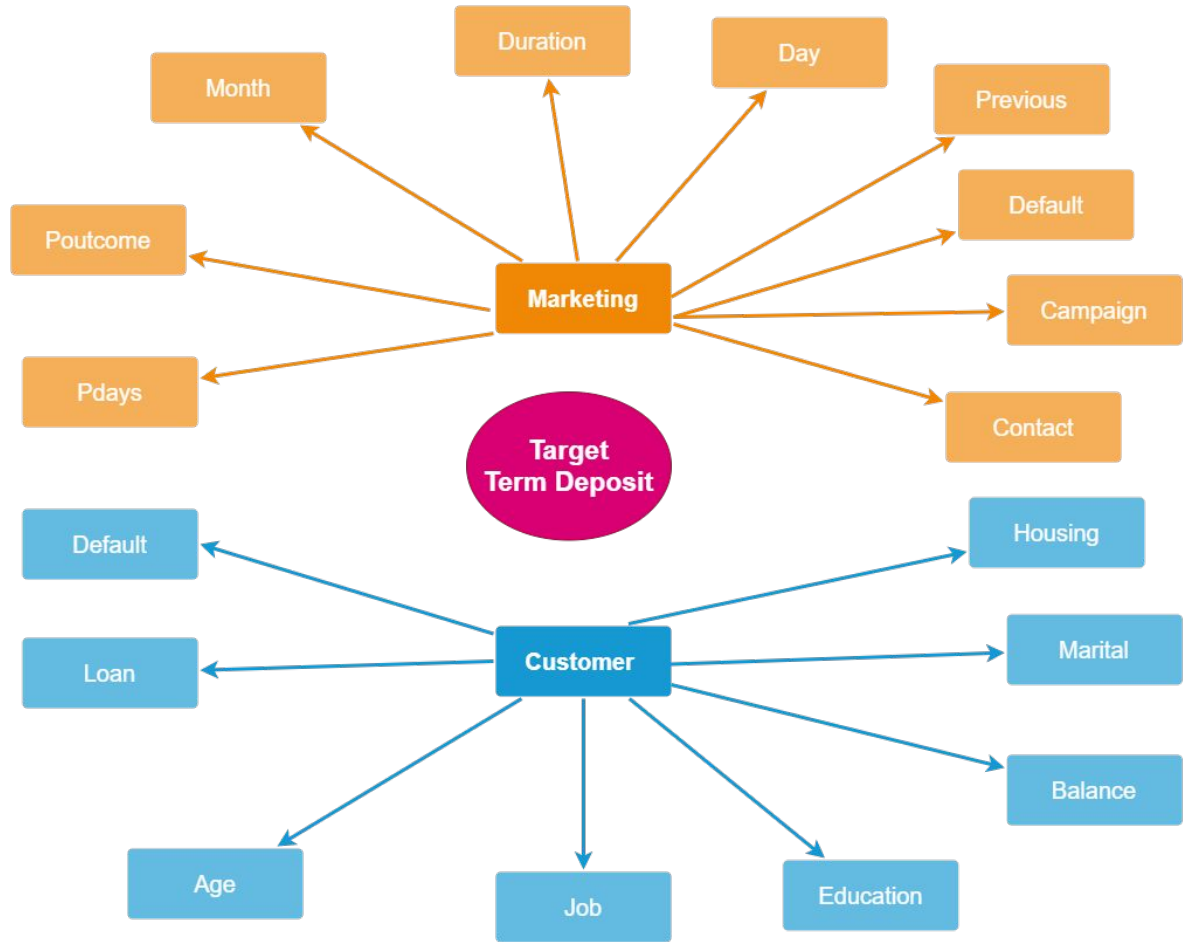 Duration
Day
Month
Previous
Default
Poutcome
Marketing
Campaign
Pdays
Contact
Target
Term Deposit
Housing
Default
Marital
Customer
Loan
Balance
Age
Education
Job